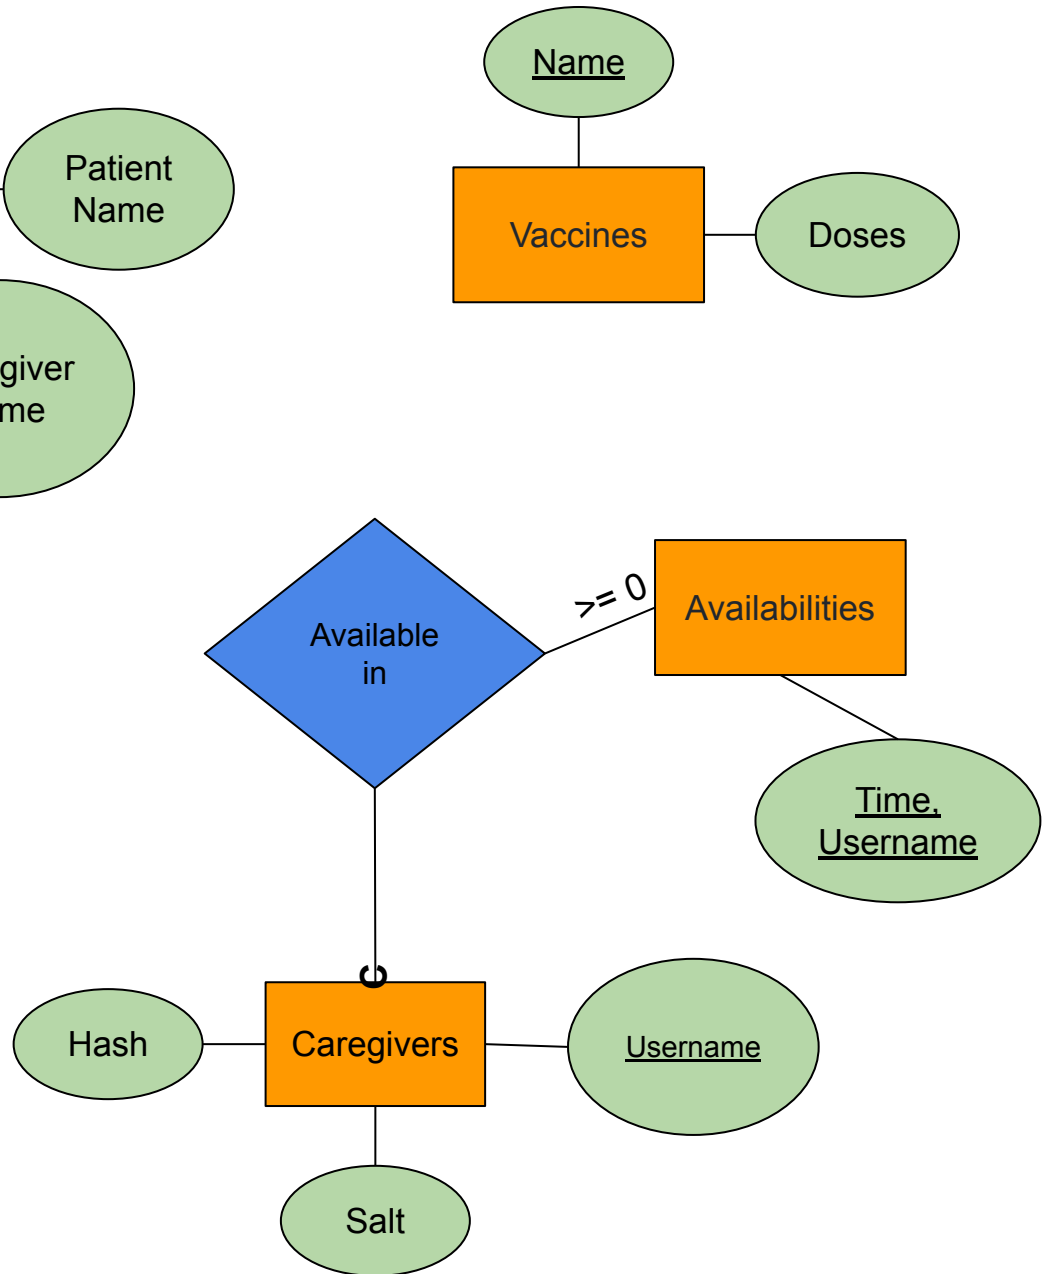 Name
Patient
Name
Vaccines
Doses
giver
me
>= 0
Availabilities
Available
in
Time,
Username
C
Hash
Caregivers
Username
Salt